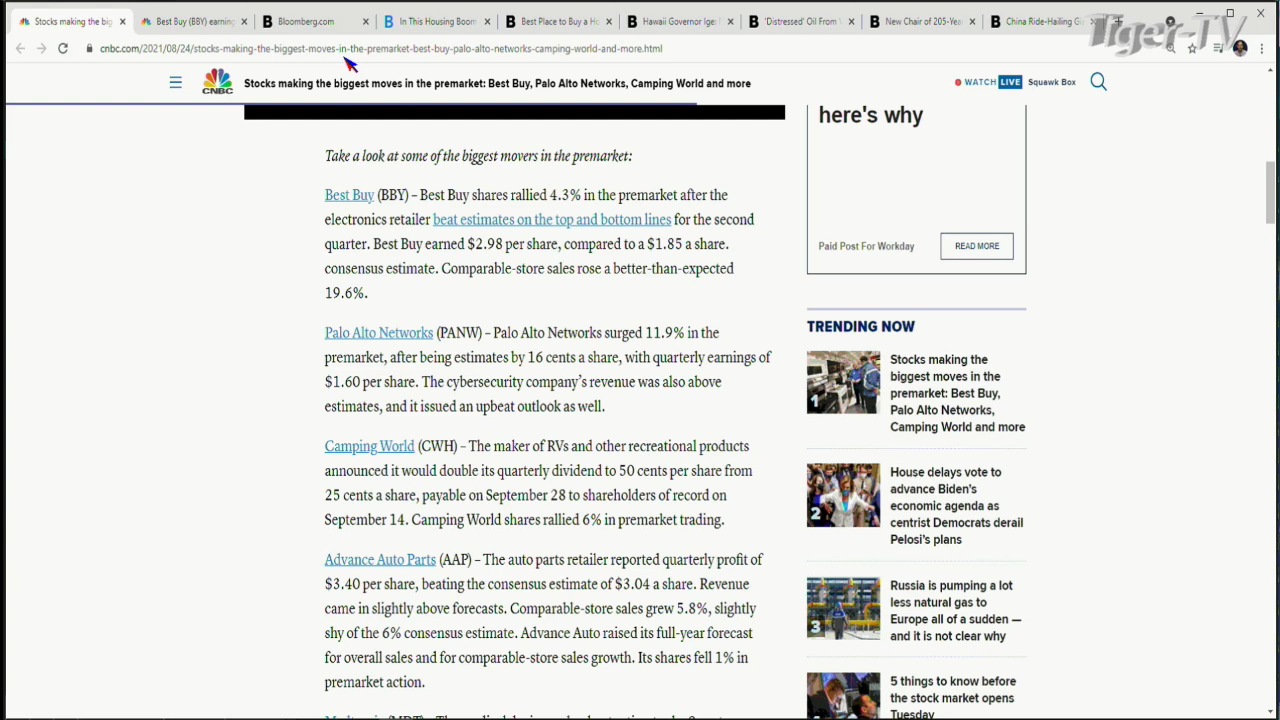 Stocks making the big
Best Buy (BBY) earning
Bloomberg.com
In This Housing Boom
Best Place to Buy a Ho
Hawaii Governor Ige:
'Distressed' Oil From
New Chair of 205-Year
China Ride-Hailing Gi
Tiger-TV
cnbc.com/2021/08/24/stocks-making-the-biggest-moves-in-the-premarket-best-buy-palo-alto-networks-camping-world-and-more.html
CNBC
Stocks making the biggest moves in the premarket: Best Buy, Palo Alto Networks, Camping World and more
WATCH LIVE Squawk Box
Take a look at some of the biggest movers in the premarket:
Best Buy (BBY) – Best Buy shares rallied 4.3% in the premarket after the
electronics retailer beat estimates on the top and bottom lines for the second
quarter. Best Buy earned $2.98 per share, compared to a $1.85 a share.
consensus estimate. Comparable-store sales rose a better-than-expected
19.6%.
Palo Alto Networks (PANW) – Palo Alto Networks surged 11.9% in the
premarket, after being estimates by 16 cents a share, with quarterly earnings of
$1.60 per share. The cybersecurity company's revenue was also above
estimates, and it issued an upbeat outlook as well.
Camping World (CWH) – The maker of RVs and other recreational products
announced it would double its quarterly dividend to 50 cents per share from
25 cents a share, payable on September 28 to shareholders of record on
September 14. Camping World shares rallied 6% in premarket trading.
Advance Auto Parts (AAP) – The auto parts retailer reported quarterly profit of
$3.40 per share, beating the consensus estimate of $3.04 a share. Revenue
came in slightly above forecasts. Comparable-store sales grew 5.8%, slightly
shy of the 6% consensus estimate. Advance Auto raised its full-year forecast
for overall sales and for comparable-store sales growth. Its shares fell 1% in
premarket action.
here's why
Paid Post For Workday
READ MORE
TRENDING NOW
1
Stocks making the
biggest moves in the
premarket: Best Buy,
Palo Alto Networks,
Camping World and more
2
House delays vote to
advance Biden's
economic agenda as
centrist Democrats derail
Pelosi's plans
3
Russia is pumping a lot
less natural gas to
Europe all of a sudden —
and it is not clear why
5 things to know before
the stock market opens
Tuesday